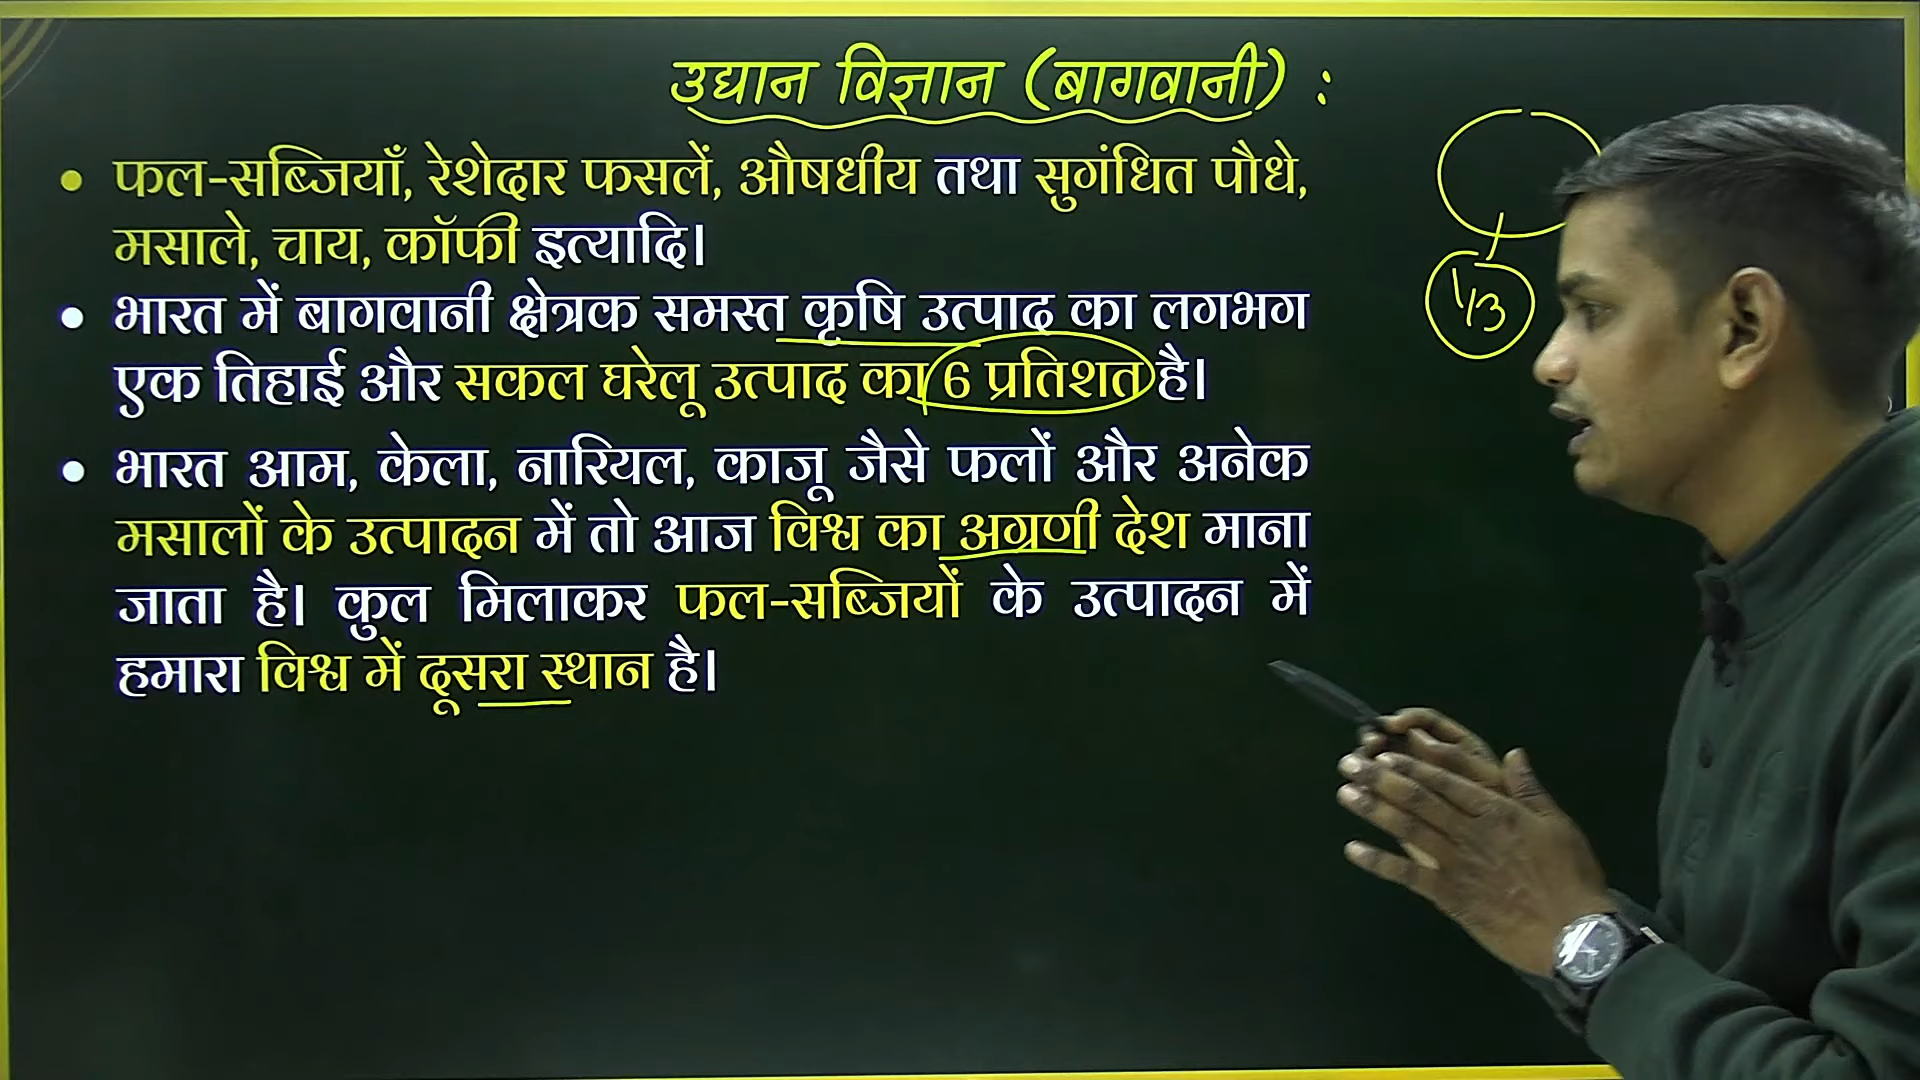 उद्यान विज्ञान (बागवानी) :
• फल-सब्जियाँ, रेशेदार फसलें, औषधीय तथा सुगंधित पौधे,
मसाले, चाय, कॉफी इत्यादि।
• भारत में बागवानी क्षेत्रक समस्त कृषि उत्पाद का लगभग
एक तिहाई और सकल घरेलू उत्पाद का 6 प्रतिशत है।
1/3
• भारत आम, केला, नारियल, काजू जैसे फलों और अनेक
मसालों के उत्पादन में तो आज विश्व का अग्रणी देश माना
जाता है। कुल मिलाकर फल-सब्जियों के उत्पादन में
हमारा विश्व में दूसरा स्थान है।